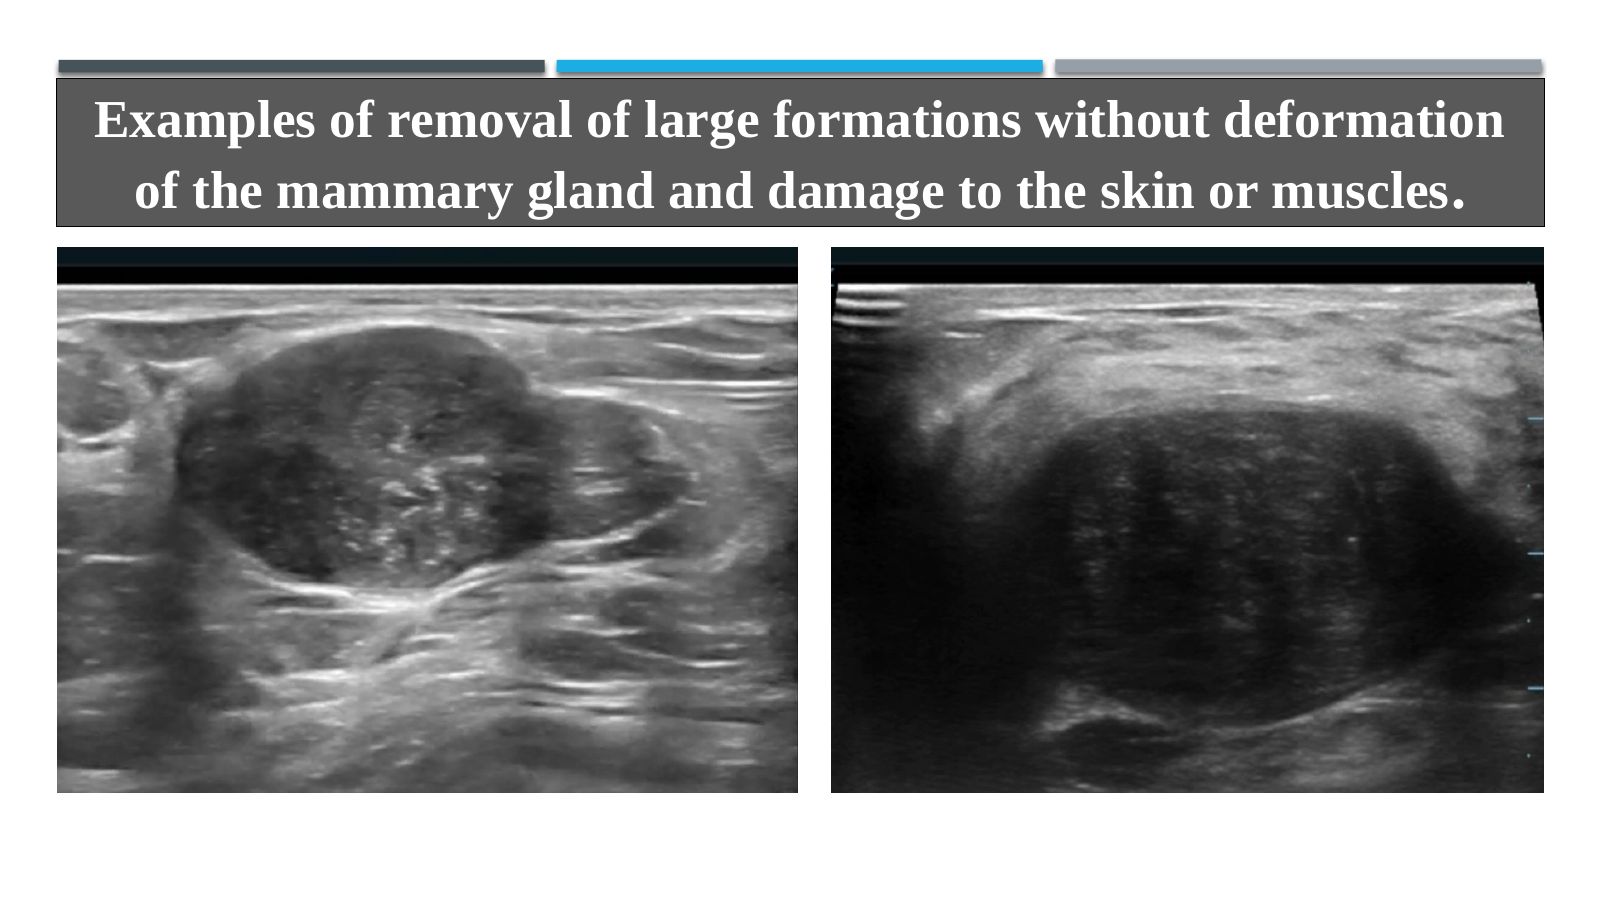 Examples of removal of large formations without deformation
of the mammary gland and damage to the skin or muscles.